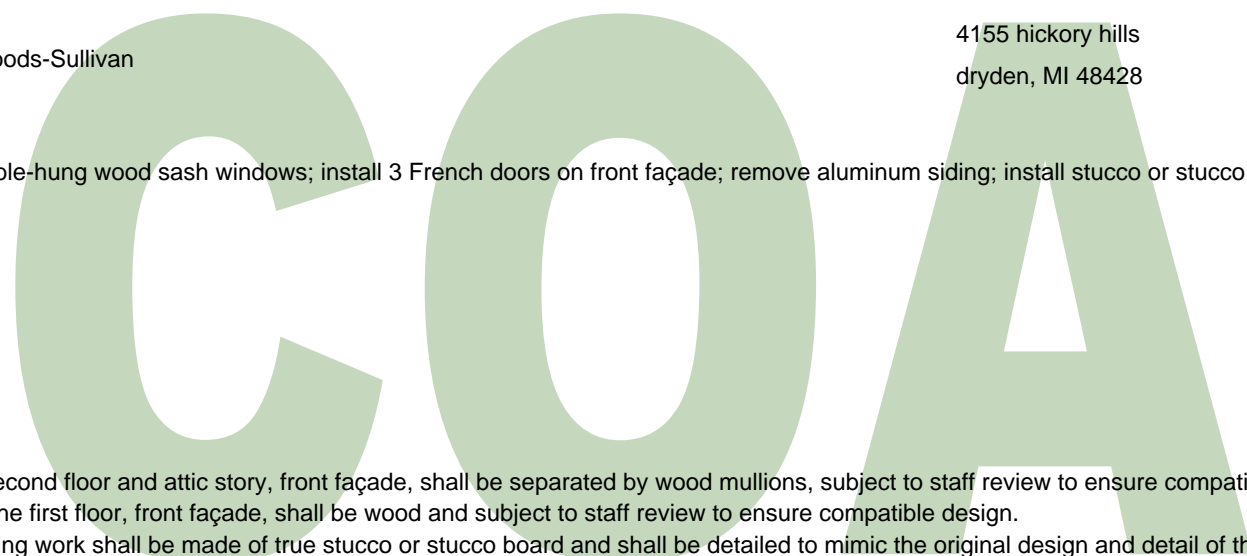 COA
4155 hickory hills
oods-Sullivan
dryden, MI 48428
ole-hung wood sash windows; install 3 French doors on front façade; remove aluminum siding; install stucco or stucco
econd floor and attic story, front façade, shall be separated by wood mullions, subject to staff review to ensure compati
he first floor, front façade, shall be wood and subject to staff review to ensure compatible design.
ing work shall be made of true stucco or stucco board and shall be detailed to mimic the original design and detail of th